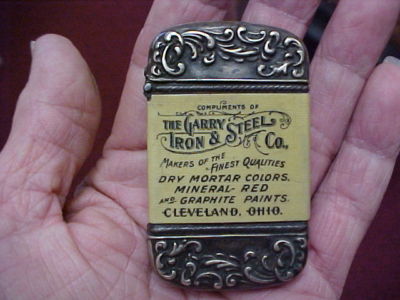 COMPLIMENTS OF
THE GARRY
IRON & STEEL
CO.,
MAKERS OF THE
FINEST QUALITIES
DRY MORTAR COLORS,
MINERAL-RED
AND GRAPHITE PAINTS.
CLEVELAND, OHIO.